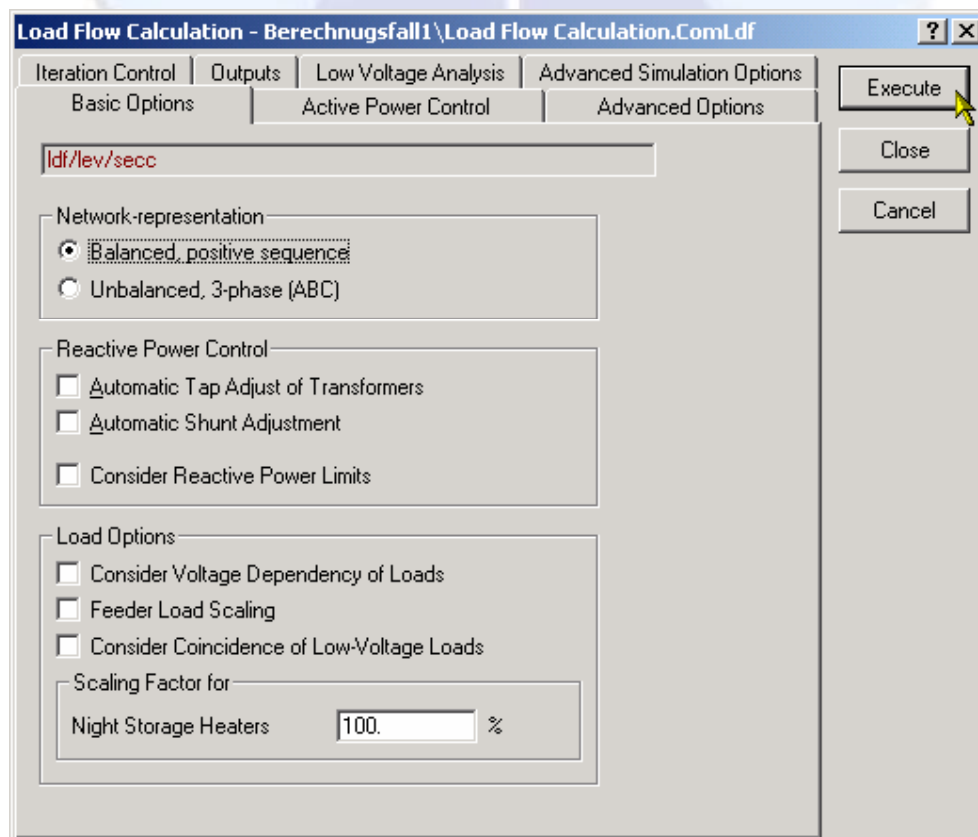 Load Flow Calculation - Berechnugsfall1\Load Flow Calculation.ComLdf
Iteration Control Outputs Low Voltage Analysis Advanced Simulation Options
Basic Options Active Power Control Advanced Options
Execute
Close
Cancel
ldf/lev/secc
Network-representation
Balanced, positive sequence
Unbalanced, 3-phase (ABC)
Reactive Power Control
Automatic Tap Adjust of Transformers
Automatic Shunt Adjustment
Consider Reactive Power Limits
Load Options
Consider Voltage Dependency of Loads
Feeder Load Scaling
Consider Coincidence of Low-Voltage Loads
Scaling Factor for
Night Storage Heaters 100. %